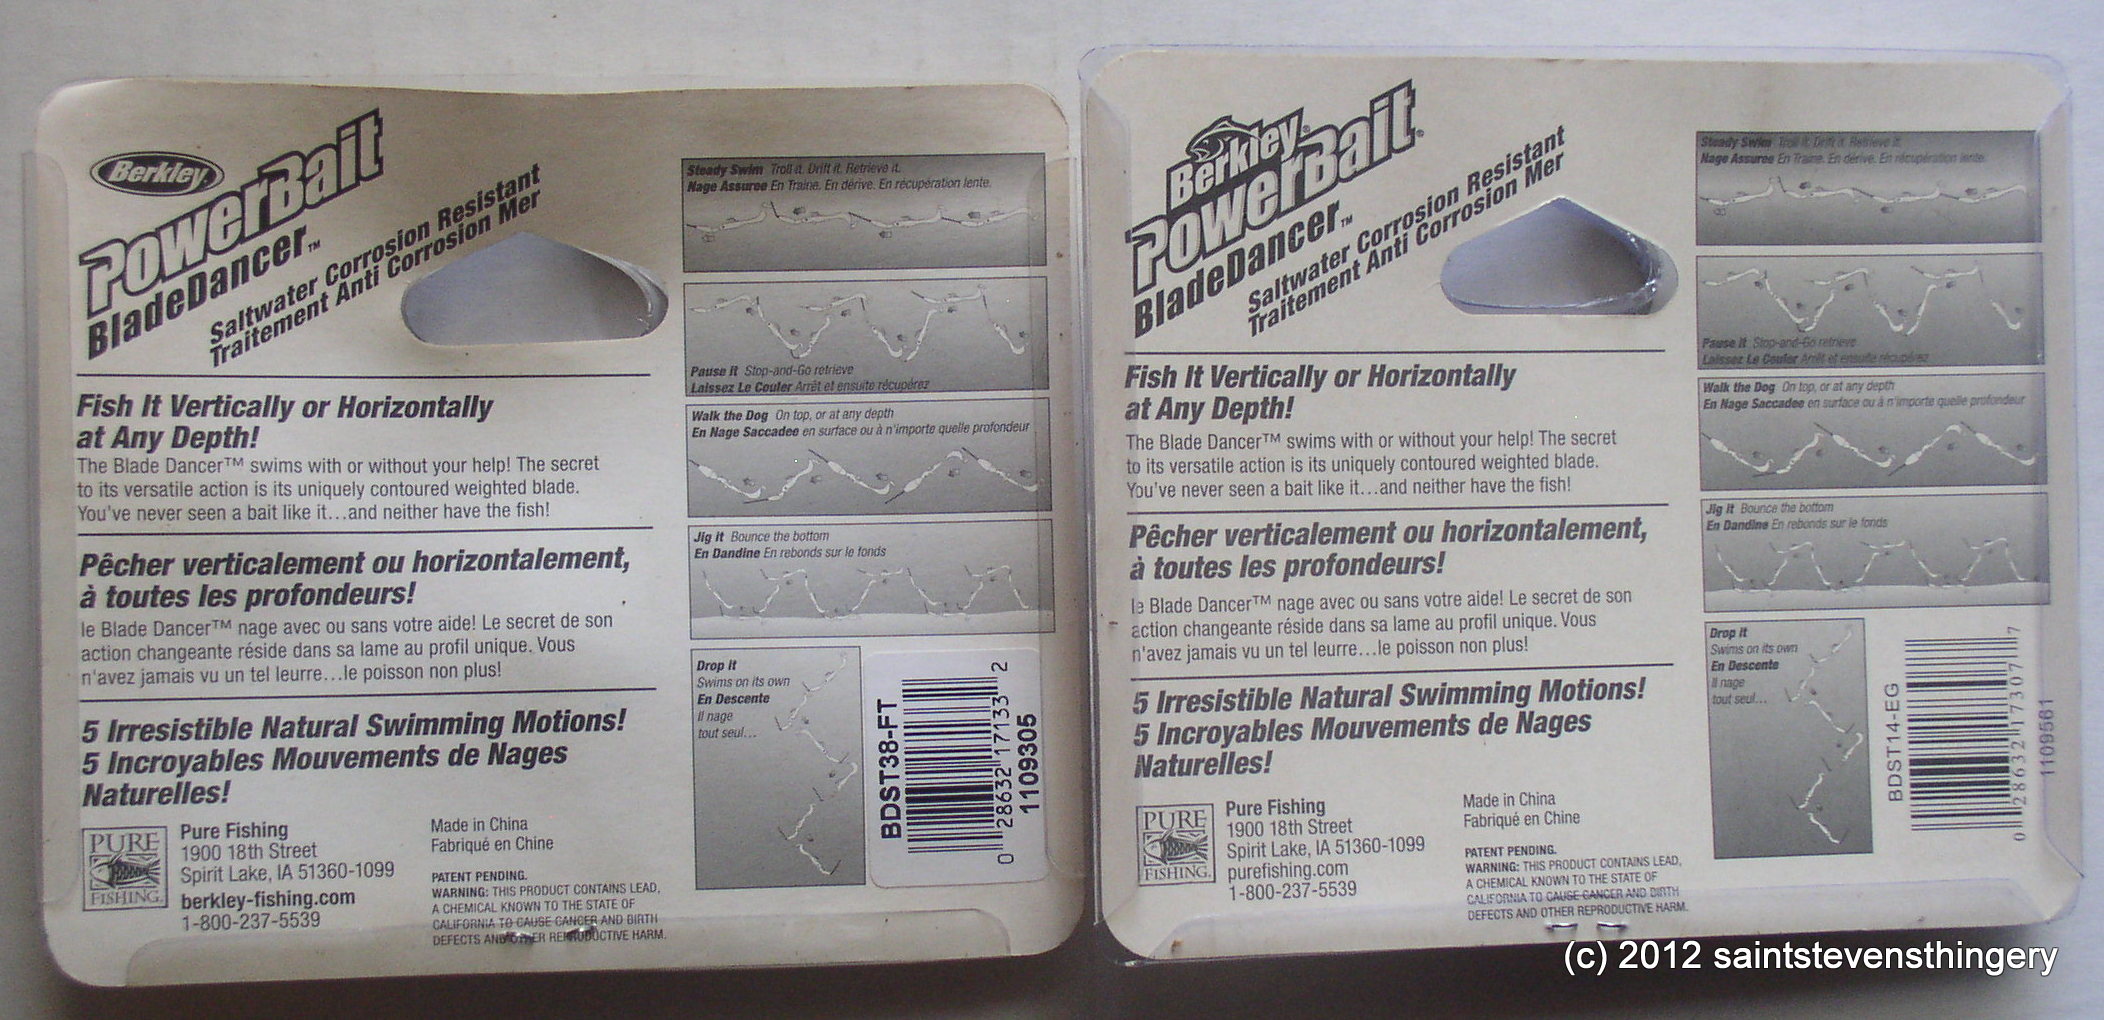 Berkley
PowerBait
BladeDancer™
Saltwater Corrosion Resistant
Traitement Anti Corrosion Mer
Fish It Vertically or Horizontally
at Any Depth!
The Blade Dancer™ swims with or without your help! The secret
to its versatile action is its uniquely contoured weighted blade.
You've never seen a bait like it...and neither have the fish!
Pêcher verticalement ou horizontalement,
à toutes les profondeurs!
le Blade Dancer™ nage avec ou sans votre aide! Le secret de son
action changeante réside dans sa lame au profil unique. Vous
n'avez jamais vu un tel leurre...le poisson non plus!
5 Irresistible Natural Swimming Motions!
5 Incroyables Mouvements de Nages
Naturelles!
PURE
FISHING.
Pure Fishing
1900 18th Street
Spirit Lake, IA 51360-1099
berkley-fishing.com
1-800-237-5539
Made in China
Fabriqué en Chine
PATENT PENDING.
WARNING: THIS PRODUCT CONTAINS LEAD,
A CHEMICAL KNOWN TO THE STATE OF
CALIFORNIA TO CAUSE CANCER AND BIRTH
DEFECTS AND OTHER REPRODUCTIVE HARM.
Steady Swim Troll it. Drift it. Retrieve it.
Nage Assuree En Traine. En dérive. En récupération lente.
Pause It Stop-and-Go retrieve
Laissez Le Couler Arrêt et ensuite récupérez
Walk the Dog On top, or at any depth
En Nage Saccadee en surface ou à n'importe quelle profondeur
Jig It Bounce the bottom
En Dandine En rebonds sur le fonds
Drop It
Swims on its own
En Descente
Il nage
tout seul...
BDST38-FT
0 28632 17133 2
1109305
Berkley®
PowerBait®
BladeDancer™
Saltwater Corrosion Resistant
Traitement Anti Corrosion Mer
Fish It Vertically or Horizontally
at Any Depth!
The Blade Dancer™ swims with or without your help! The secret
to its versatile action is its uniquely contoured weighted blade.
You've never seen a bait like it...and neither have the fish!
Pêcher verticalement ou horizontalement,
à toutes les profondeurs!
le Blade Dancer™ nage avec ou sans votre aide! Le secret de son
action changeante réside dans sa lame au profil unique. Vous
n'avez jamais vu un tel leurre...le poisson non plus!
5 Irresistible Natural Swimming Motions!
5 Incroyables Mouvements de Nages
Naturelles!
PURE
FISHING.
Pure Fishing
1900 18th Street
Spirit Lake, IA 51360-1099
purefishing.com
1-800-237-5539
Made in China
Fabriqué en Chine
PATENT PENDING.
WARNING: THIS PRODUCT CONTAINS LEAD,
A CHEMICAL KNOWN TO THE STATE OF
CALIFORNIA TO CAUSE CANCER AND BIRTH
DEFECTS AND OTHER REPRODUCTIVE HARM.
Steady Swim Troll it. Drift it. Retrieve it.
Nage Assuree En Traine. En dérive. En récupération lente.
Pause It Stop-and-Go retrieve
Laissez Le Couler Arrêt et ensuite récupérez
Walk the Dog On top, or at any depth
En Nage Saccadee en surface ou à n'importe quelle profondeur
Jig It Bounce the bottom
En Dandine En rebonds sur le fonds
Drop It
Swims on its own
En Descente
Il nage
tout seul...
BDST14-EG
0 28632 17307 7
1109561
(c) 2012 saintstevensthingery